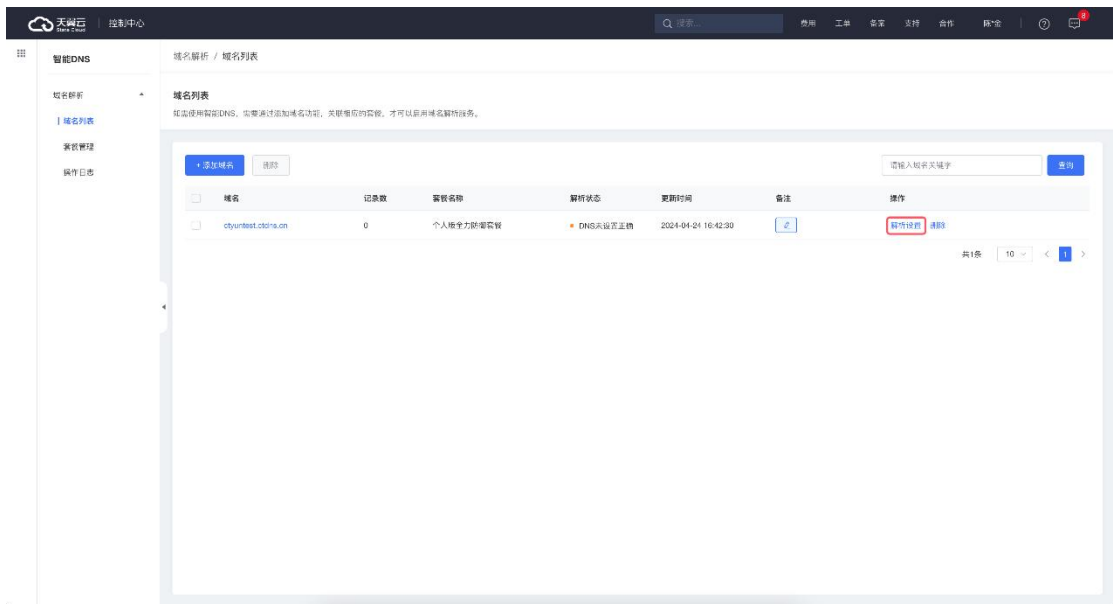 天翼云 控制中心 搜索... 费用 工单 备案 支持 合作 陈*金 8
State Cloud
智能DNS 域名解析 / 域名列表
域名解析 域名列表
如需使用智能DNS，需要通过添加域名功能，关联相应的套餐，才可以启用域名解析服务。
域名列表
套餐管理
+ 添加域名 删除 请输入域名关键字 查询
操作日志
域名 记录数 套餐名称 解析状态 更新时间 备注 操作
ctyuntest.ctdns.cn 0 个人版全力防御套餐 DNS未设置正确 2024-04-24 16:42:30 解析设置 删除
共1条 10 < 1 >